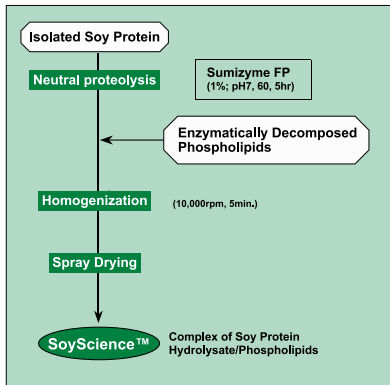 Isolated Soy Protein
Neutral proteolysis
Sumizyme FP
(1%; pH7, 60, 5hr)
Enzymatically Decomposed
Phospholipids
Homogenization
(10,000rpm, 5min.)
Spray Drying
SoyScience™
Complex of Soy Protein
Hydrolysate/Phospholipids